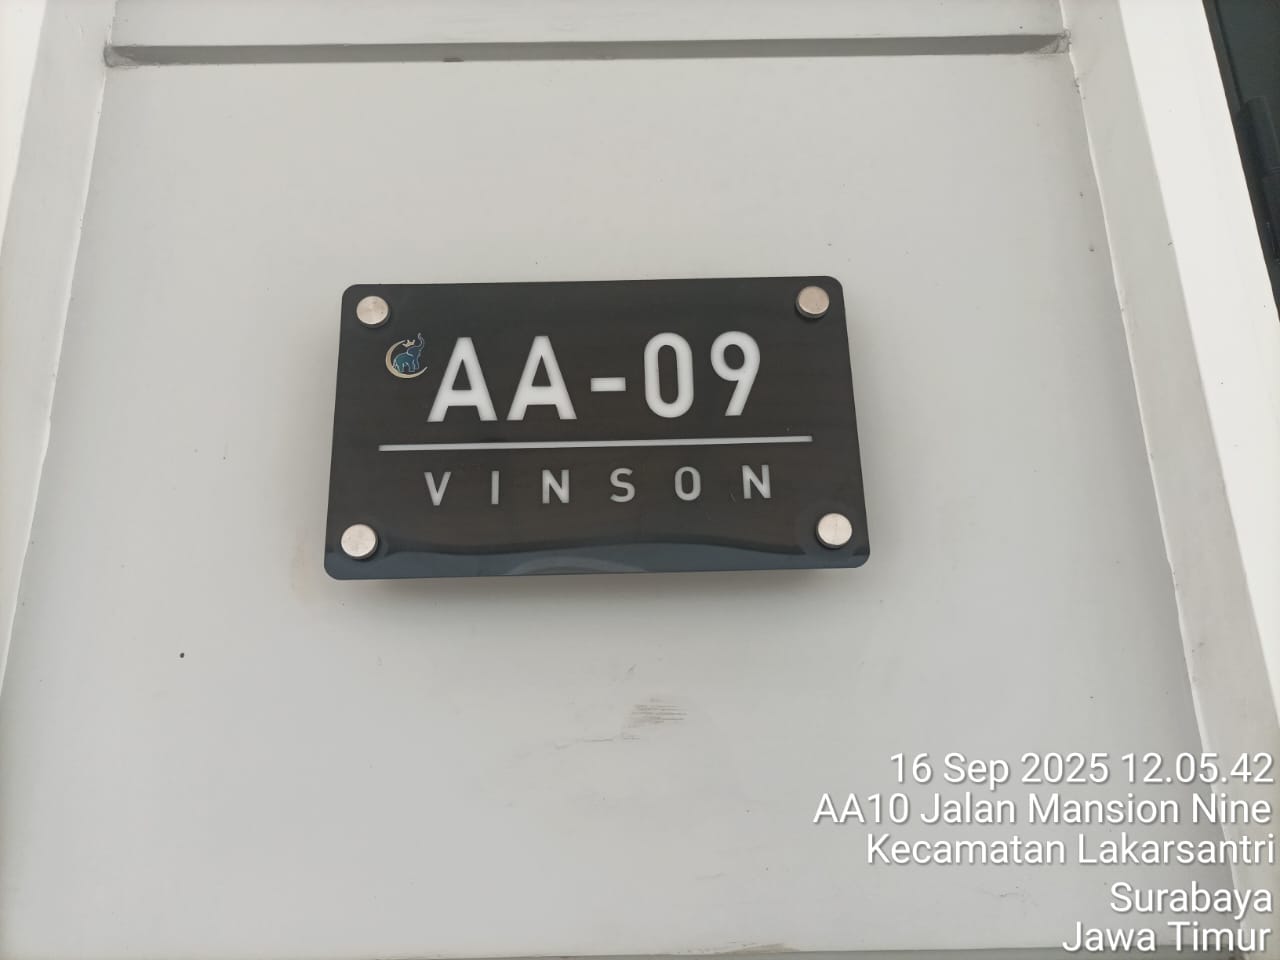 AA-09
VINSON
16 Sep 2025 12.05.42
AA10 Jalan Mansion Nine
Kecamatan Lakarsantri
Surabaya
Jawa Timur